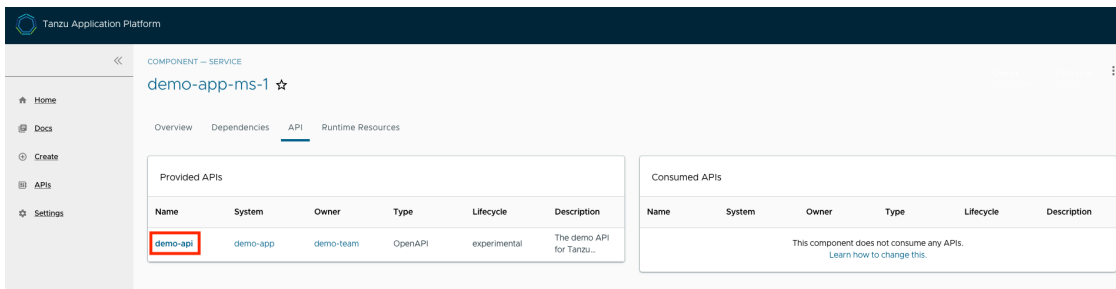 Tanzu Application Platform
Home
Docs
Create
APIs
Settings
COMPONENT — SERVICE
demo-app-ms-1
Overview Dependencies API Runtime Resources
Provided APIs
Name System Owner Type Lifecycle Description
demo-api demo-app demo-team OpenAPI experimental The demo API
for Tanzu...
Consumed APIs
Name System Owner Type Lifecycle Description
This component does not consume any APIs.
Learn how to change this.